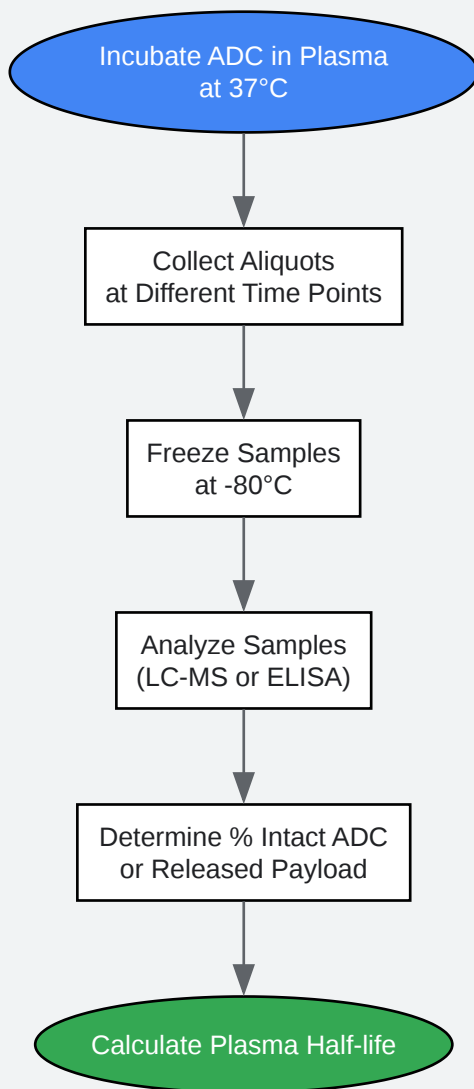 Incubate ADC in Plasma
at 37°C
Collect Aliquots
at Different Time Points
Freeze Samples
at -80°C
Analyze Samples
(LC-MS or ELISA)
Determine % Intact ADC
or Released Payload
Calculate Plasma Half-life